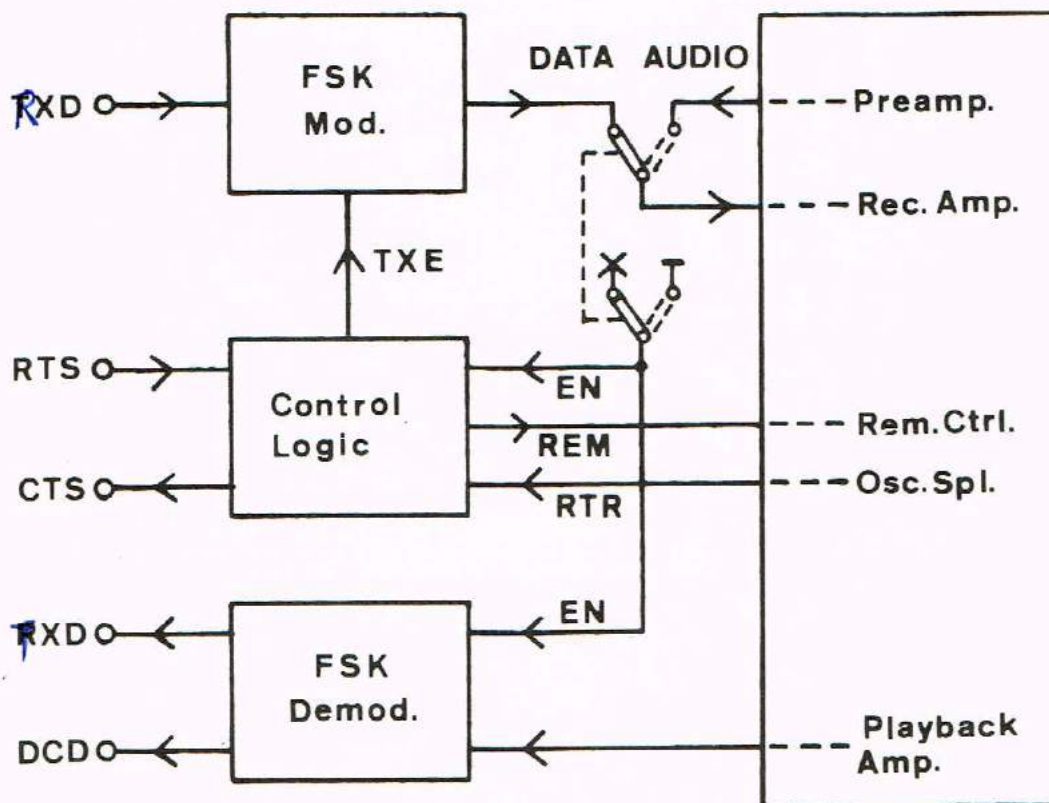 FSK
Mod.
DATA AUDIO
TXD
Preamp.
Rec. Amp.
TXE
RTS
EN
Control
Logic
REM
Rem. Ctrl.
CTS
RTR
Osc. Spl.
EN
RXD
FSK
Demod.
DCD
Playback
Amp.